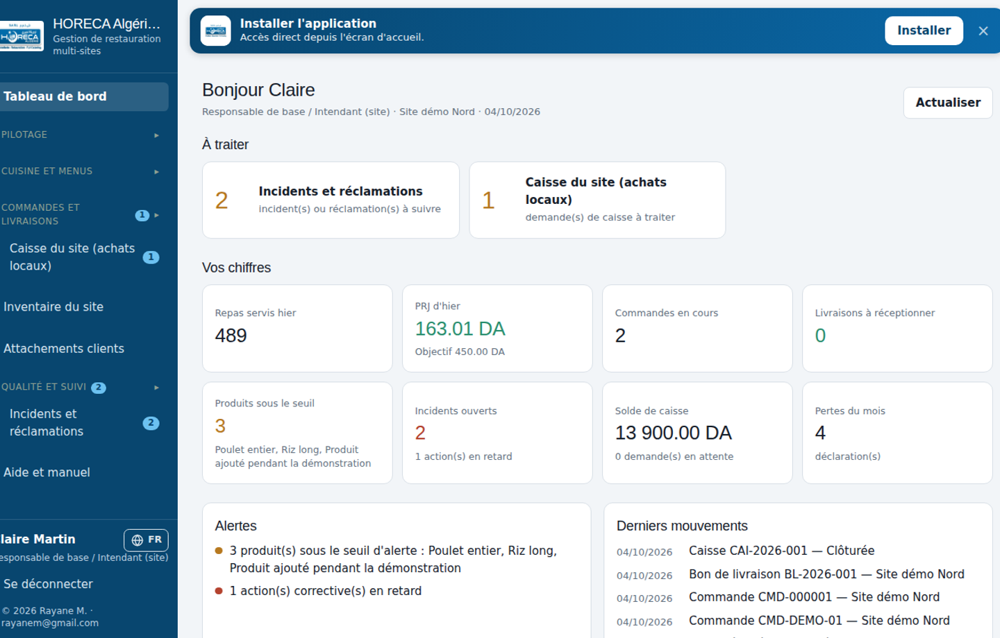 HORECA Algéri…
Gestion de restauration
multi-sites
HORECA
Installer l'application
Accès direct depuis l'écran d'accueil.
Installer
Tableau de bord
PILOTAGE
CUISINE ET MENUS
COMMANDES ET
LIVRAISONS
1
Caisse du site (achats
locaux)
1
Inventaire du site
Attachements clients
QUALITÉ ET SUIVI 2
Incidents et
réclamations
2
Aide et manuel
laire Martin
FR
esponsable de base / Intendant (site)
Se déconnecter
© 2026 Rayane M. ·
rayanem@gmail.com
Bonjour Claire
Responsable de base / Intendant (site) · Site démo Nord · 04/10/2026
Actualiser
À traiter
2
Incidents et réclamations
incident(s) ou réclamation(s) à suivre
1
Caisse du site (achats
locaux)
demande(s) de caisse à traiter
Vos chiffres
Repas servis hier
489
PRJ d'hier
163.01 DA
Objectif 450.00 DA
Commandes en cours
2
Livraisons à réceptionner
0
Produits sous le seuil
3
Poulet entier, Riz long, Produit
ajouté pendant la démonstration
Incidents ouverts
2
1 action(s) en retard
Solde de caisse
13 900.00 DA
0 demande(s) en attente
Pertes du mois
4
déclaration(s)
Alertes
3 produit(s) sous le seuil d'alerte : Poulet entier, Riz long,
Produit ajouté pendant la démonstration
1 action(s) corrective(s) en retard
Derniers mouvements
04/10/2026 Caisse CAI-2026-001 — Clôturée
04/10/2026 Bon de livraison BL-2026-001 — Site démo Nord
04/10/2026 Commande CMD-000001 — Site démo Nord
04/10/2026 Commande CMD-DEMO-01 — Site démo Nord